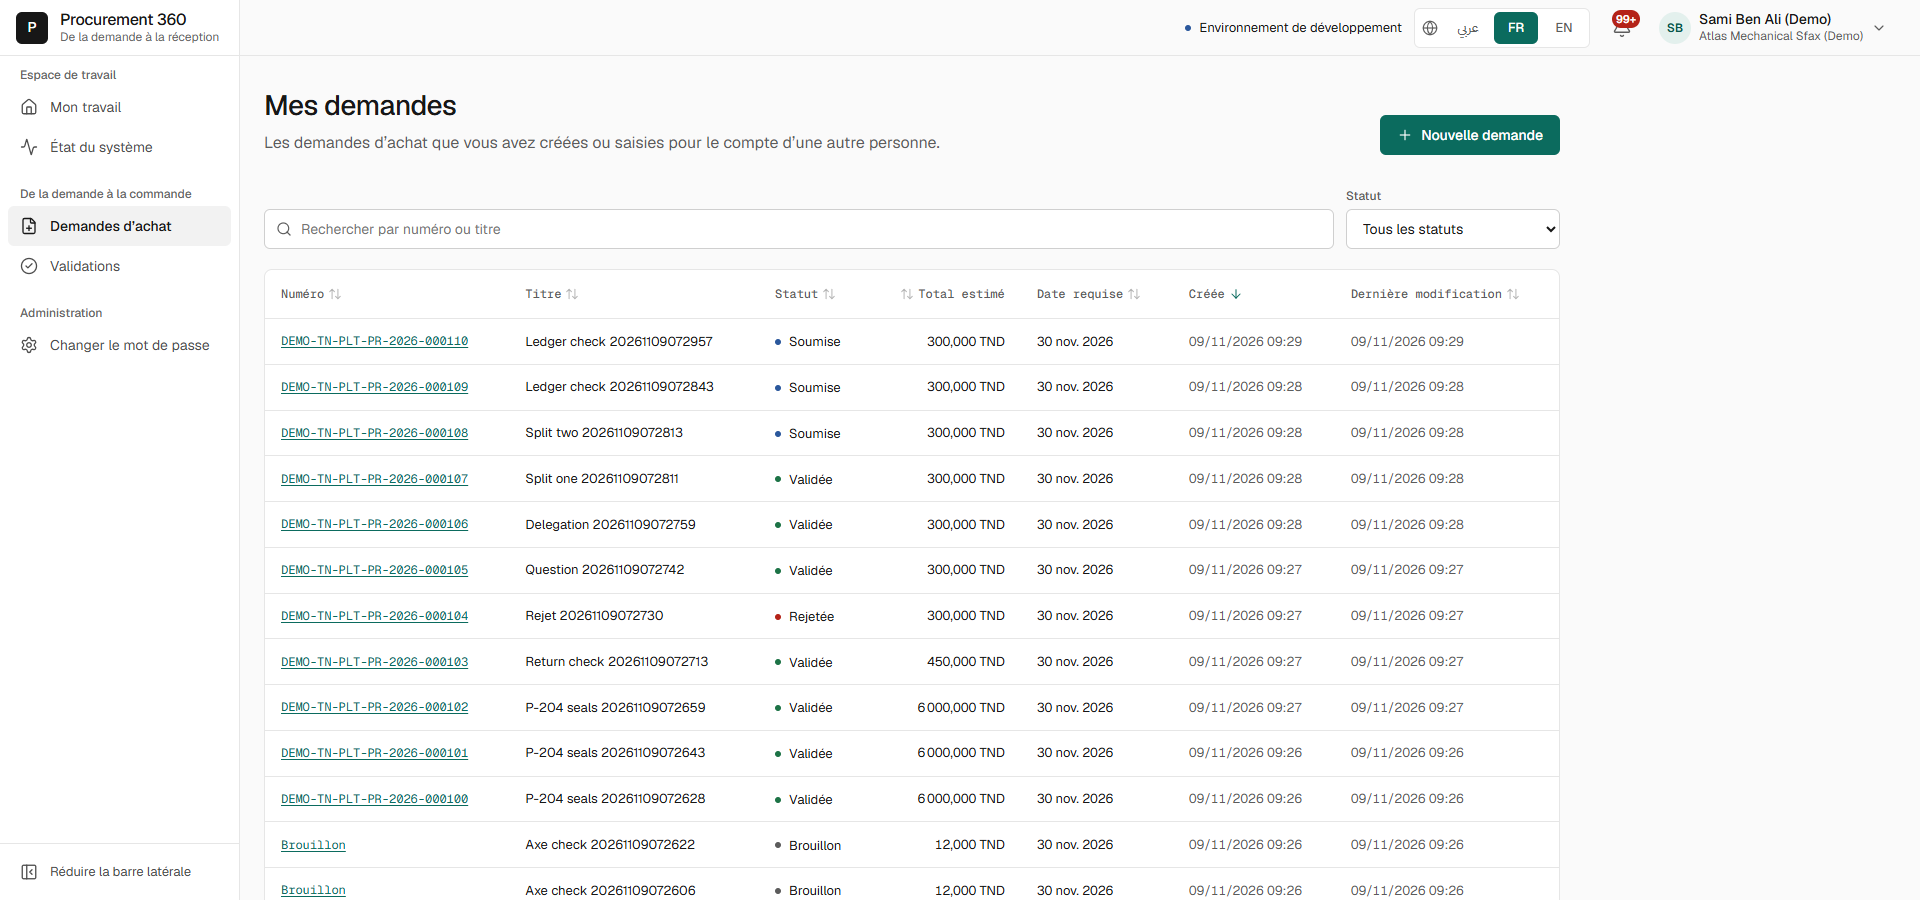 P
Procurement 360
De la demande à la réception
Environnement de développement
عربي
FR
EN
99+
SB
Sami Ben Ali (Demo)
Atlas Mechanical Sfax (Demo)
Espace de travail
Mon travail
État du système
De la demande à la commande
Demandes d’achat
Validations
Administration
Changer le mot de passe
Réduire la barre latérale
Mes demandes
Les demandes d’achat que vous avez créées ou saisies pour le compte d’une autre personne.
+ Nouvelle demande
Statut
Rechercher par numéro ou titre
Tous les statuts
Numéro Titre Statut Total estimé Date requise Créée Dernière modification
DEMO-TN-PLT-PR-2026-000110 Ledger check 20261109072957 Soumise 300,000 TND 30 nov. 2026 09/11/2026 09:29 09/11/2026 09:29
DEMO-TN-PLT-PR-2026-000109 Ledger check 20261109072843 Soumise 300,000 TND 30 nov. 2026 09/11/2026 09:28 09/11/2026 09:28
DEMO-TN-PLT-PR-2026-000108 Split two 20261109072813 Soumise 300,000 TND 30 nov. 2026 09/11/2026 09:28 09/11/2026 09:28
DEMO-TN-PLT-PR-2026-000107 Split one 20261109072811 Validée 300,000 TND 30 nov. 2026 09/11/2026 09:28 09/11/2026 09:28
DEMO-TN-PLT-PR-2026-000106 Delegation 20261109072759 Validée 300,000 TND 30 nov. 2026 09/11/2026 09:28 09/11/2026 09:28
DEMO-TN-PLT-PR-2026-000105 Question 20261109072742 Validée 300,000 TND 30 nov. 2026 09/11/2026 09:27 09/11/2026 09:27
DEMO-TN-PLT-PR-2026-000104 Rejet 20261109072730 Rejetée 300,000 TND 30 nov. 2026 09/11/2026 09:27 09/11/2026 09:27
DEMO-TN-PLT-PR-2026-000103 Return check 20261109072713 Validée 450,000 TND 30 nov. 2026 09/11/2026 09:27 09/11/2026 09:27
DEMO-TN-PLT-PR-2026-000102 P-204 seals 20261109072659 Validée 6 000,000 TND 30 nov. 2026 09/11/2026 09:27 09/11/2026 09:27
DEMO-TN-PLT-PR-2026-000101 P-204 seals 20261109072643 Validée 6 000,000 TND 30 nov. 2026 09/11/2026 09:26 09/11/2026 09:26
DEMO-TN-PLT-PR-2026-000100 P-204 seals 20261109072628 Validée 6 000,000 TND 30 nov. 2026 09/11/2026 09:26 09/11/2026 09:26
Brouillon Axe check 20261109072622 Brouillon 12,000 TND 30 nov. 2026 09/11/2026 09:26 09/11/2026 09:26
Brouillon Axe check 20261109072606 Brouillon 12,000 TND 30 nov. 2026 09/11/2026 09:26 09/11/2026 09:26